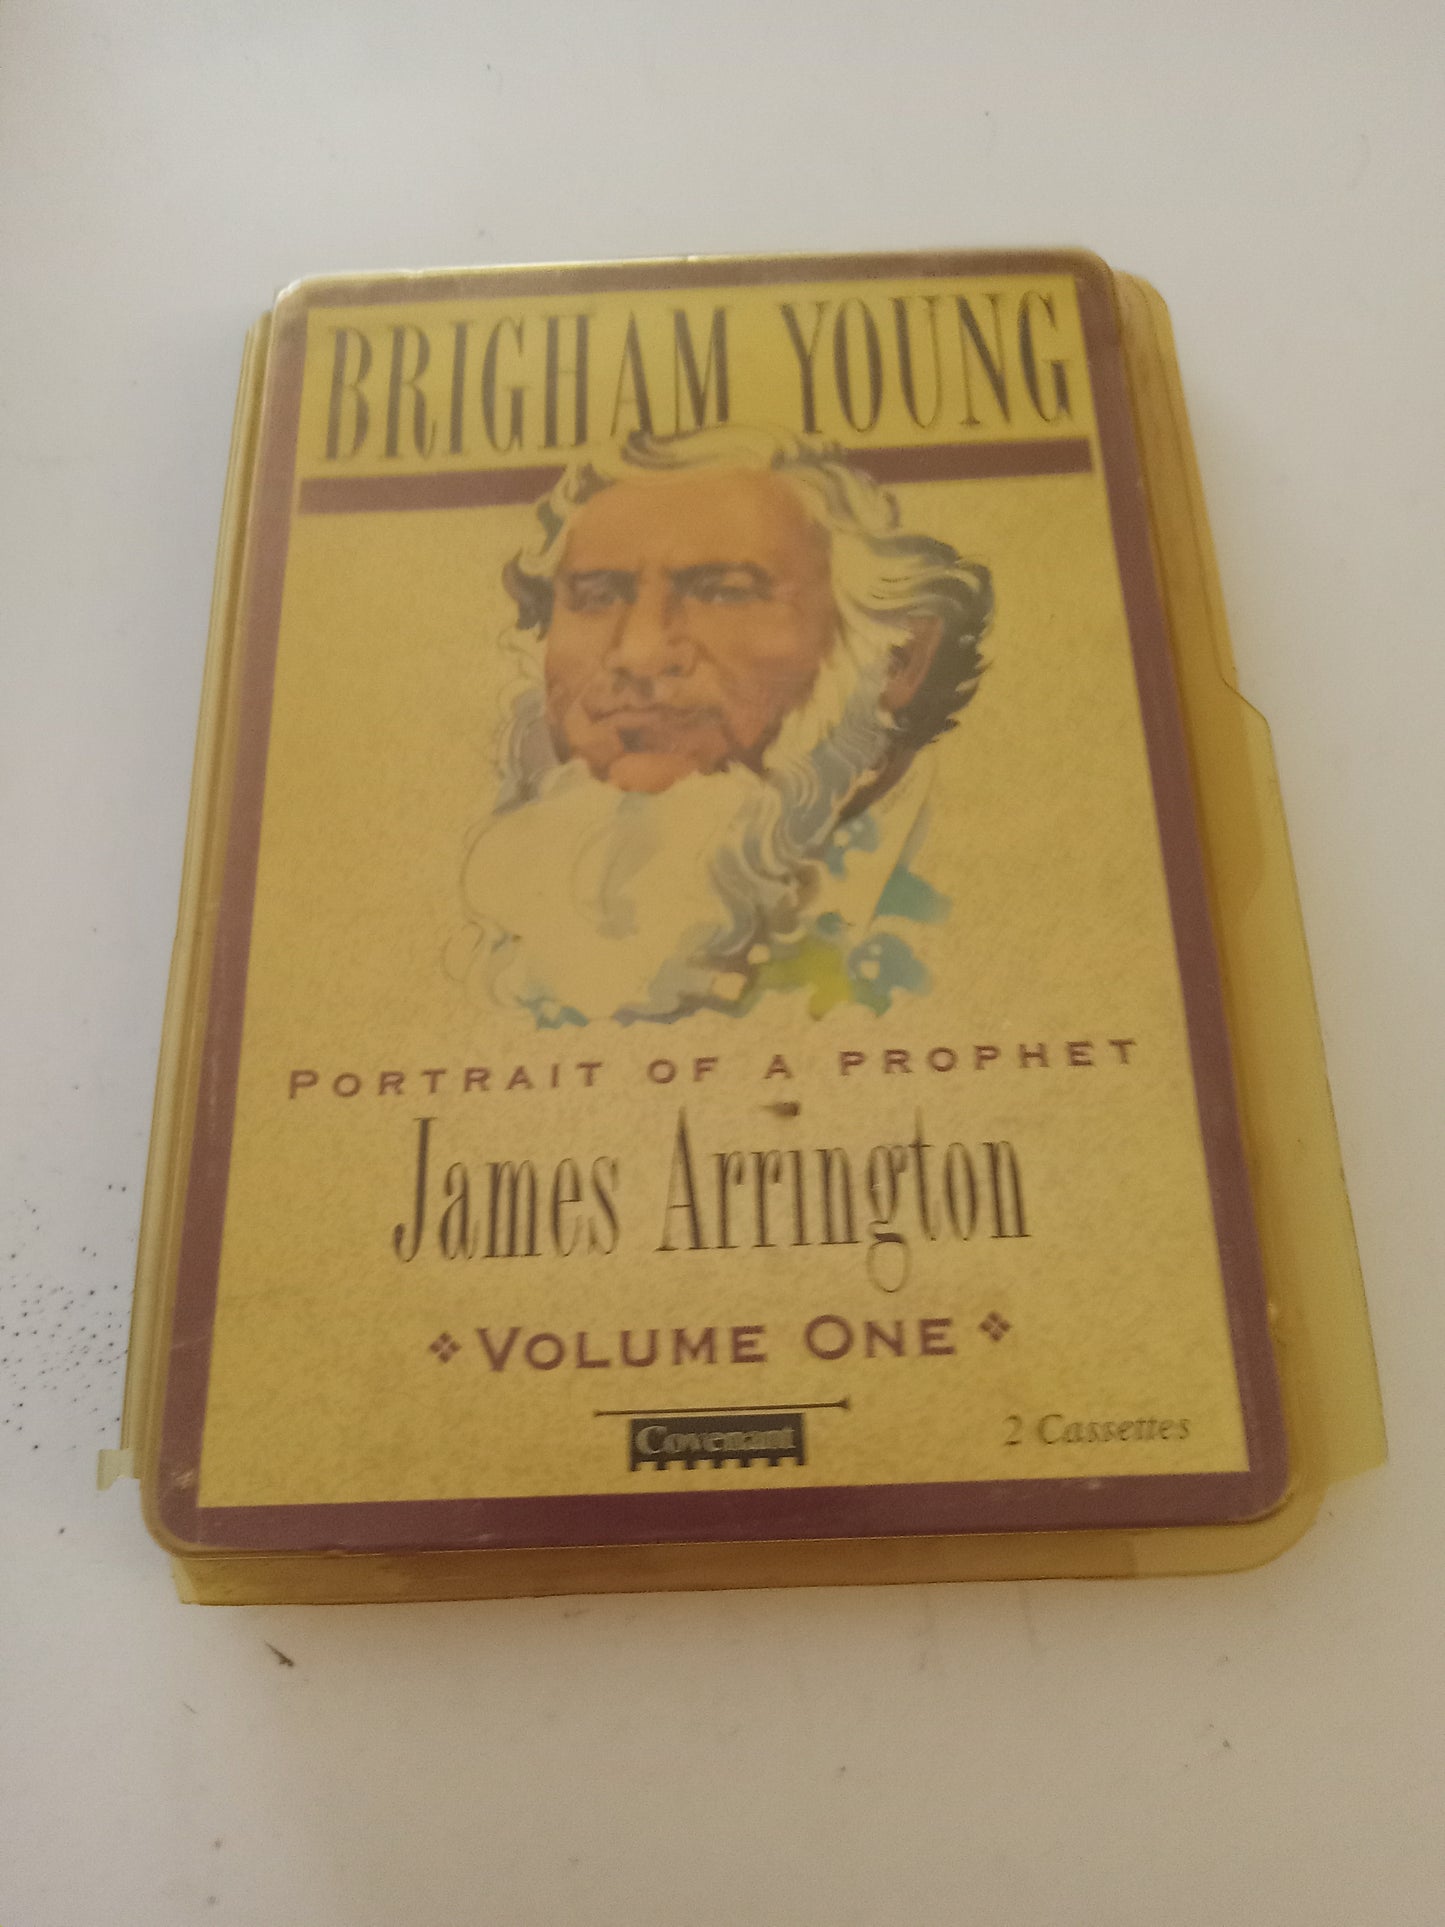 BRIGHAM YOUNG
PORTRAIT OF A PROPHET
James Arrington
VOLUME ONE
Covenant
2 Cassettes